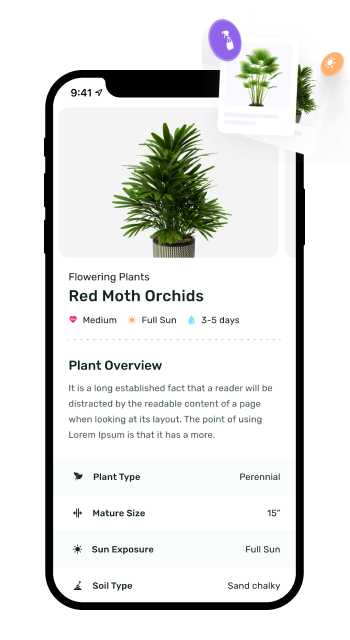 9:41
Flowering Plants
Red Moth Orchids
Medium Full Sun 3-5 days
Plant Overview
It is a long established fact that a reader will be
distracted by the readable content of a page
when looking at its layout. The point of using
Lorem Ipsum is that it has a more.
Plant Type Perennial
Mature Size 15”
Sun Exposure Full Sun
Soil Type Sand chalky